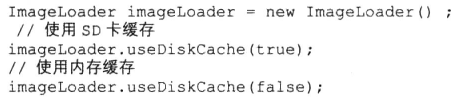 ImageLoader imageLoader = new ImageLoader() ;
// 使用 SD 卡缓存
imageLoader.useDiskCache(true);
// 使用内存缓存
imageLoader.useDiskCache(false);